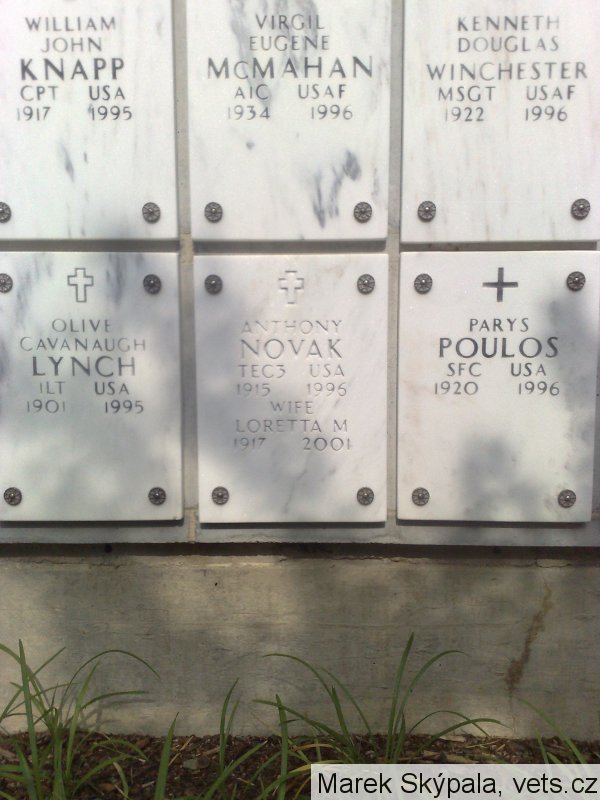 WILLIAM
JOHN
KNAPP
CPT USA
1917 1995
VIRGIL
EUGENE
McMAHAN
A1C USAF
1934 1996
KENNETH
DOUGLAS
WINCHESTER
MSGT USAF
1922 1996
OLIVE
CAVANAUGH
LYNCH
1LT USA
1901 1995
ANTHONY
NOVAK
TEC3 USA
1915 1996
WIFE
LORETTA M
1917 2001
PARYS
POULOS
SFC USA
1920 1996
Marek Skýpala, vets.cz